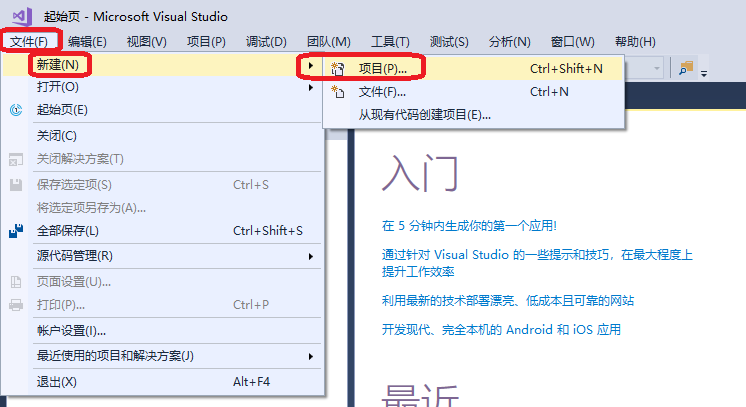 起始页 - Microsoft Visual Studio
文件(F) 编辑(E) 视图(V) 项目(P) 调试(D) 团队(M) 工具(T) 测试(S) 分析(N) 窗口(W) 帮助(H)
新建(N)
项目(P)... Ctrl+Shift+N
打开(O)
文件(F)... Ctrl+N
起始页(E)
从现有代码创建项目(E)...
关闭(C)
关闭解决方案(T)
保存选定项(S) Ctrl+S
将选定项另存为(A)...
全部保存(L) Ctrl+Shift+S
源代码管理(R)
页面设置(U)...
打印(P)... Ctrl+P
帐户设置(I)...
最近使用的项目和解决方案(J)
退出(X) Alt+F4
入门
在 5 分钟内生成你的第一个应用!
通过针对 Visual Studio 的一些提示和技巧，在最大程度上
提升工作效率
利用最新的技术部署漂亮、低成本且可靠的网站
开发现代、完全本机的 Android 和 iOS 应用
最近